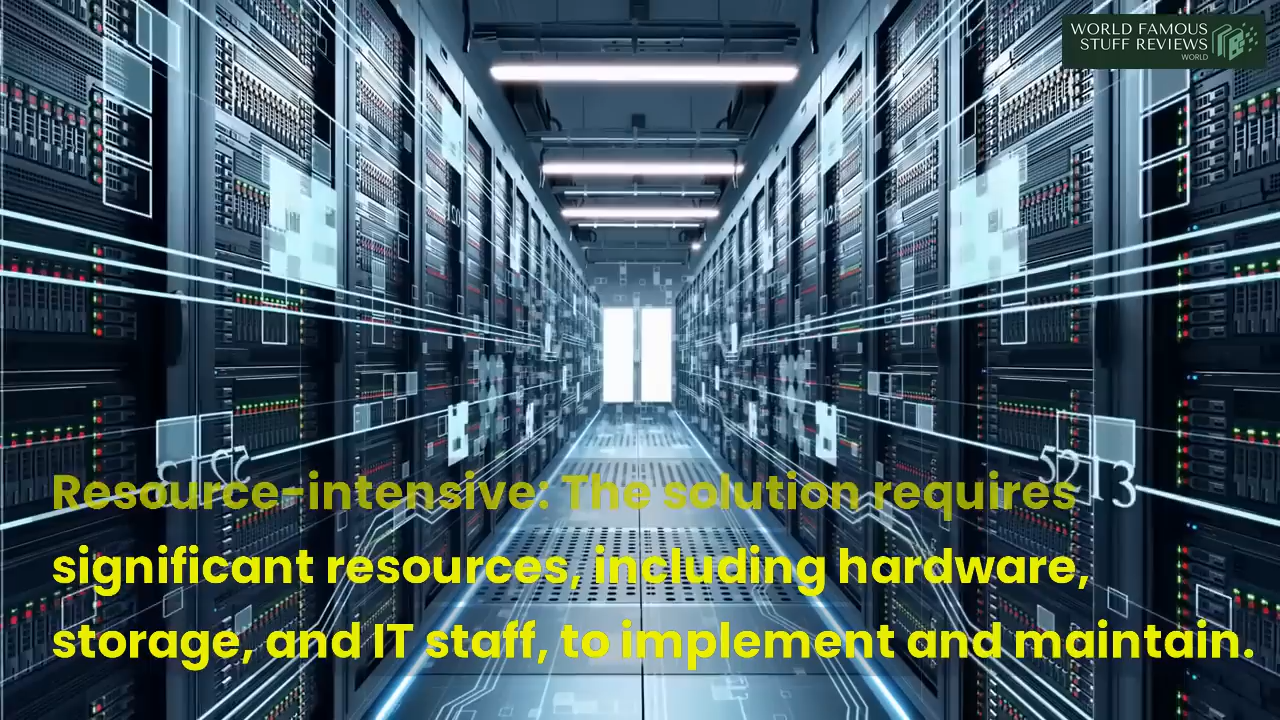 WORLD FAMOUS
STUFF REVIEWS
WORLD
5213
Resource-intensive: The solution requires
significant resources, including hardware,
storage, and IT staff, to implement and maintain.